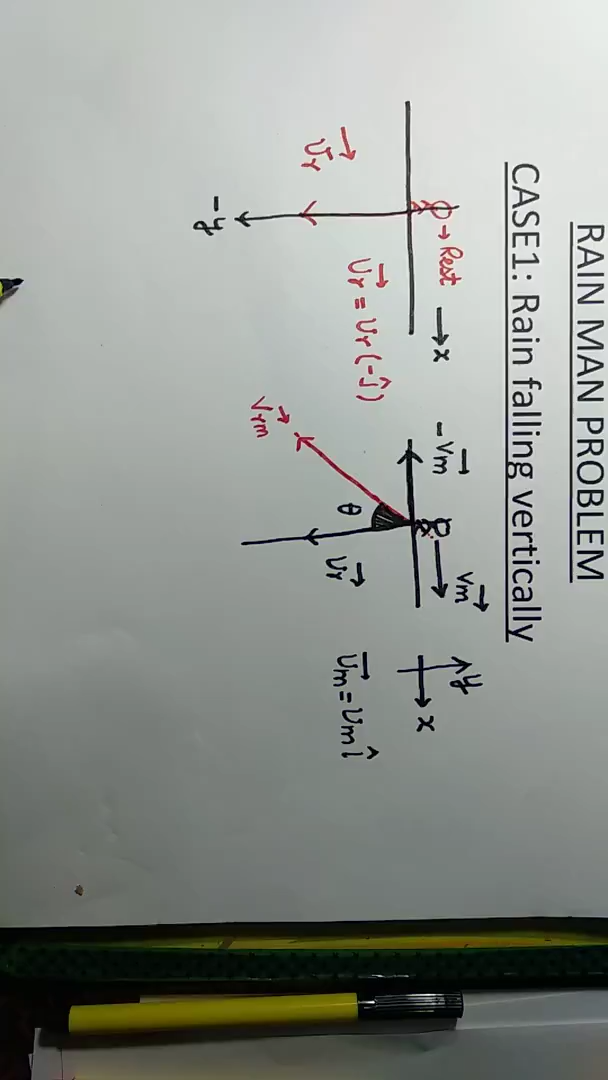 RAIN MAN PROBLEM
CASE1: Rain falling vertically
→ Rest
→ x
v⃗r
v⃗r = vr (-ĵ)
-y
-v⃗m
v⃗m
θ
v⃗r
v⃗rm
y
x
v⃗m = vm î